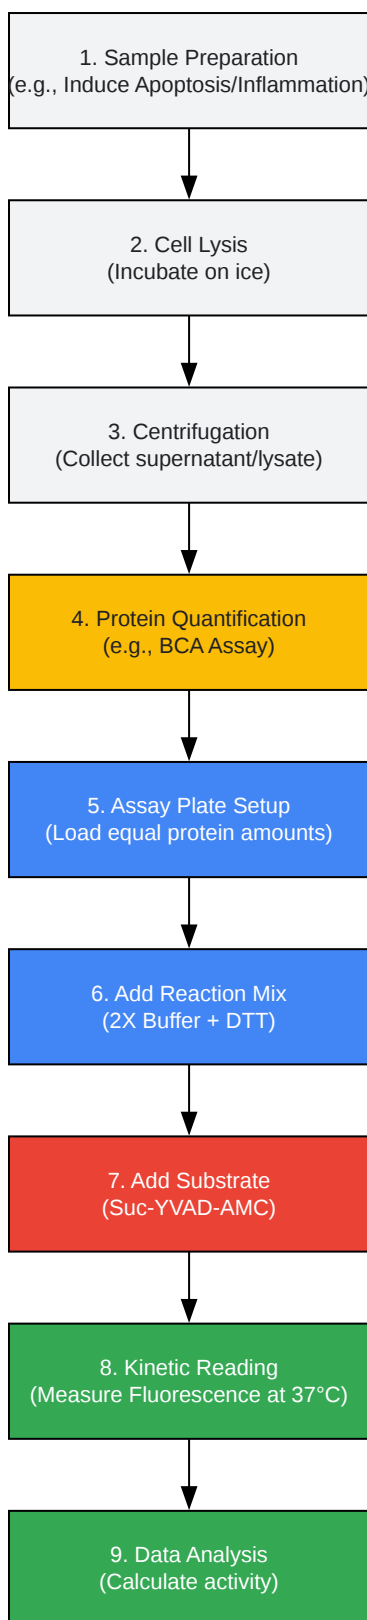 1. Sample Preparation
(e.g., Induce Apoptosis/Inflammation)
2. Cell Lysis
(Incubate on ice)
3. Centrifugation
(Collect supernatant/lysate)
4. Protein Quantification
(e.g., BCA Assay)
5. Assay Plate Setup
(Load equal protein amounts)
6. Add Reaction Mix
(2X Buffer + DTT)
7. Add Substrate
(Suc-YVAD-AMC)
8. Kinetic Reading
(Measure Fluorescence at 37°C)
9. Data Analysis
(Calculate activity)